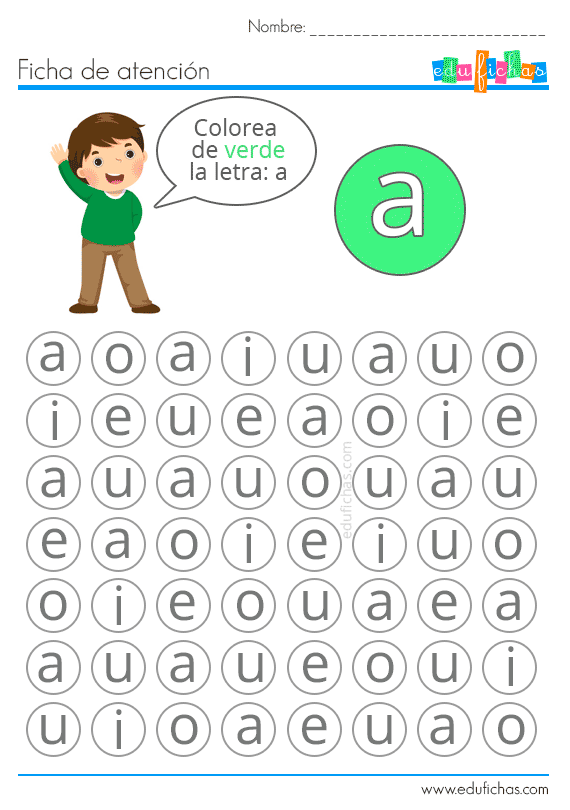 Nombre: ___________________________
Ficha de atención
edufichas
Colorea
de verde
la letra: a
a
a o a i u a u o
i e u e a o i e
a u a u o u a u
e a o i e i u o
o i e o u a e a
a u a u e o u i
u i o a e u a o
edufichas.com
www.edufichas.com